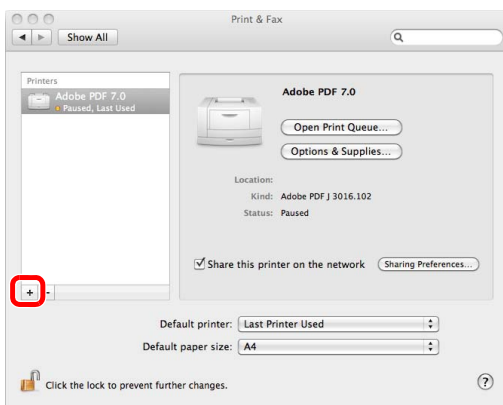 Print & Fax
Show All
Printers
Adobe PDF 7.0
Paused, Last Used
Adobe PDF 7.0
Open Print Queue...
Options & Supplies...
Location:
Kind: Adobe PDF J 3016.102
Status: Paused
Share this printer on the network
Sharing Preferences...
+ -
Default printer: Last Printer Used
Default paper size: A4
Click the lock to prevent further changes.
?